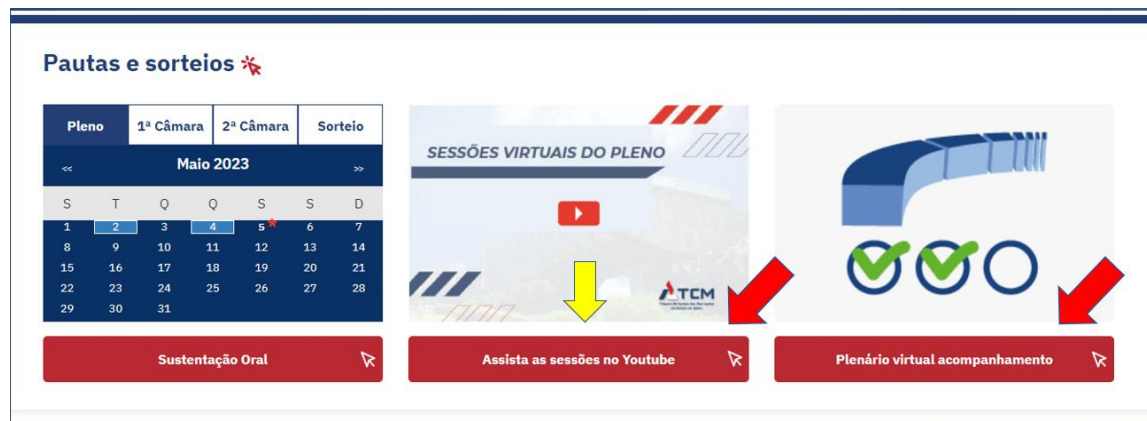 Pautas e sorteios
Pleno 1ª Câmara 2ª Câmara Sorteio
<< Maio 2023 >>
S T Q Q S S D
1 2 3 4 5* 6 7
8 9 10 11 12 13 14
15 16 17 18 19 20 21
22 23 24 25 26 27 28
29 30 31
Sustentação Oral
SESSÕES VIRTUAIS DO PLENO
TCM
Assista as sessões no Youtube
Plenário virtual acompanhamento